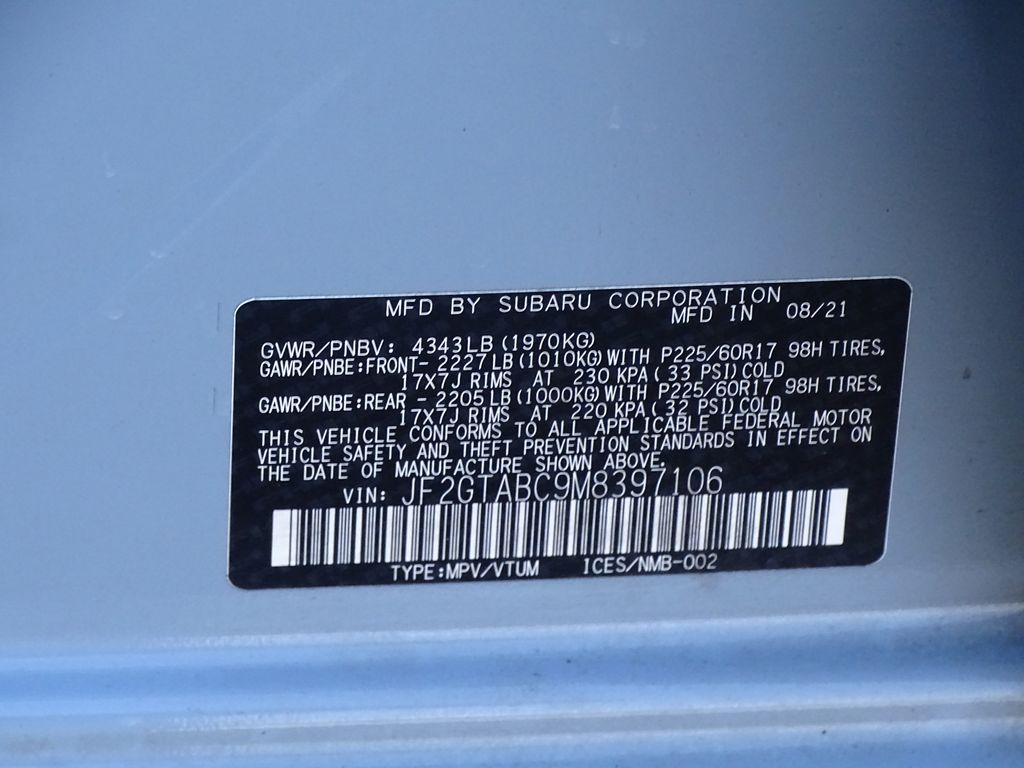 MFD BY SUBARU CORPORATION
MFD IN 08/21
GVWR/PNBV: 4343LB (1970KG)
GAWR/PNBE:FRONT- 2227 LB (1010KG) WITH P225/60R17 98H TIRES,
17X7J RIMS AT 230 KPA ( 33 PSI) COLD
GAWR/PNBE:REAR - 2205 LB (1000KG) WITH P225/60R17 98H TIRES,
17X7J RIMS AT 220 KPA ( 32 PSI) COLD
THIS VEHICLE CONFORMS TO ALL APPLICABLE FEDERAL MOTOR
VEHICLE SAFETY AND THEFT PREVENTION STANDARDS IN EFFECT ON
THE DATE OF MANUFACTURE SHOWN ABOVE.
VIN: JF2GTABC9M8397106
TYPE:MPV/VTUM ICES/NMB-002